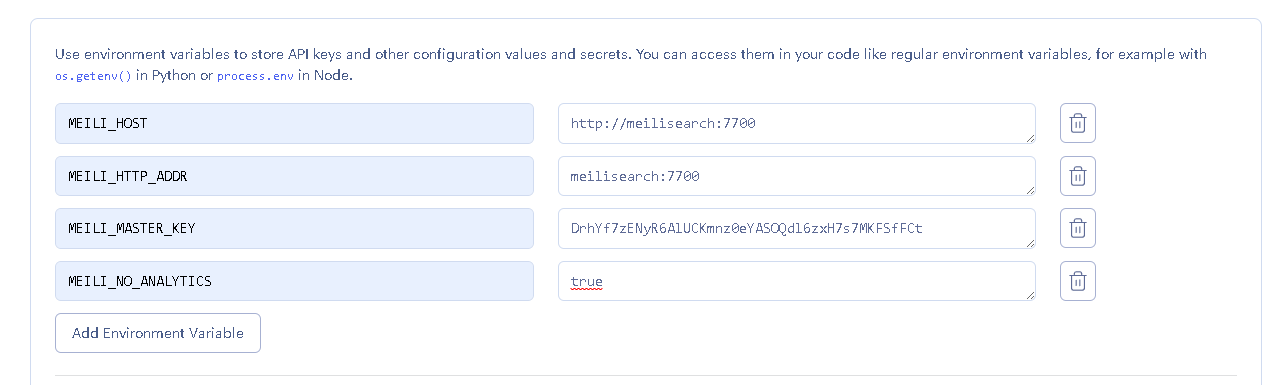 Use environment variables to store API keys and other configuration values and secrets. You can access them in your code like regular environment variables, for example with
os.getenv() in Python or process.env in Node.
MEILI_HOST http://meilisearch:7700
MEILI_HTTP_ADDR meilisearch:7700
MEILI_MASTER_KEY DrhYf7zENyR6AlUCKmnz0eYASOQdl6zxH7s7MKFSfFCt
MEILI_NO_ANALYTICS true
Add Environment Variable